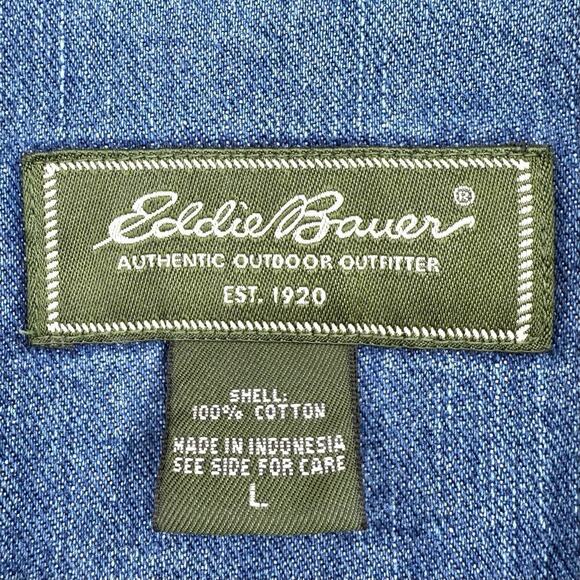 Eddie Bauer®
AUTHENTIC OUTDOOR OUTFITTER
EST. 1920
SHELL:
100% COTTON
MADE IN INDONESIA
SEE SIDE FOR CARE
L